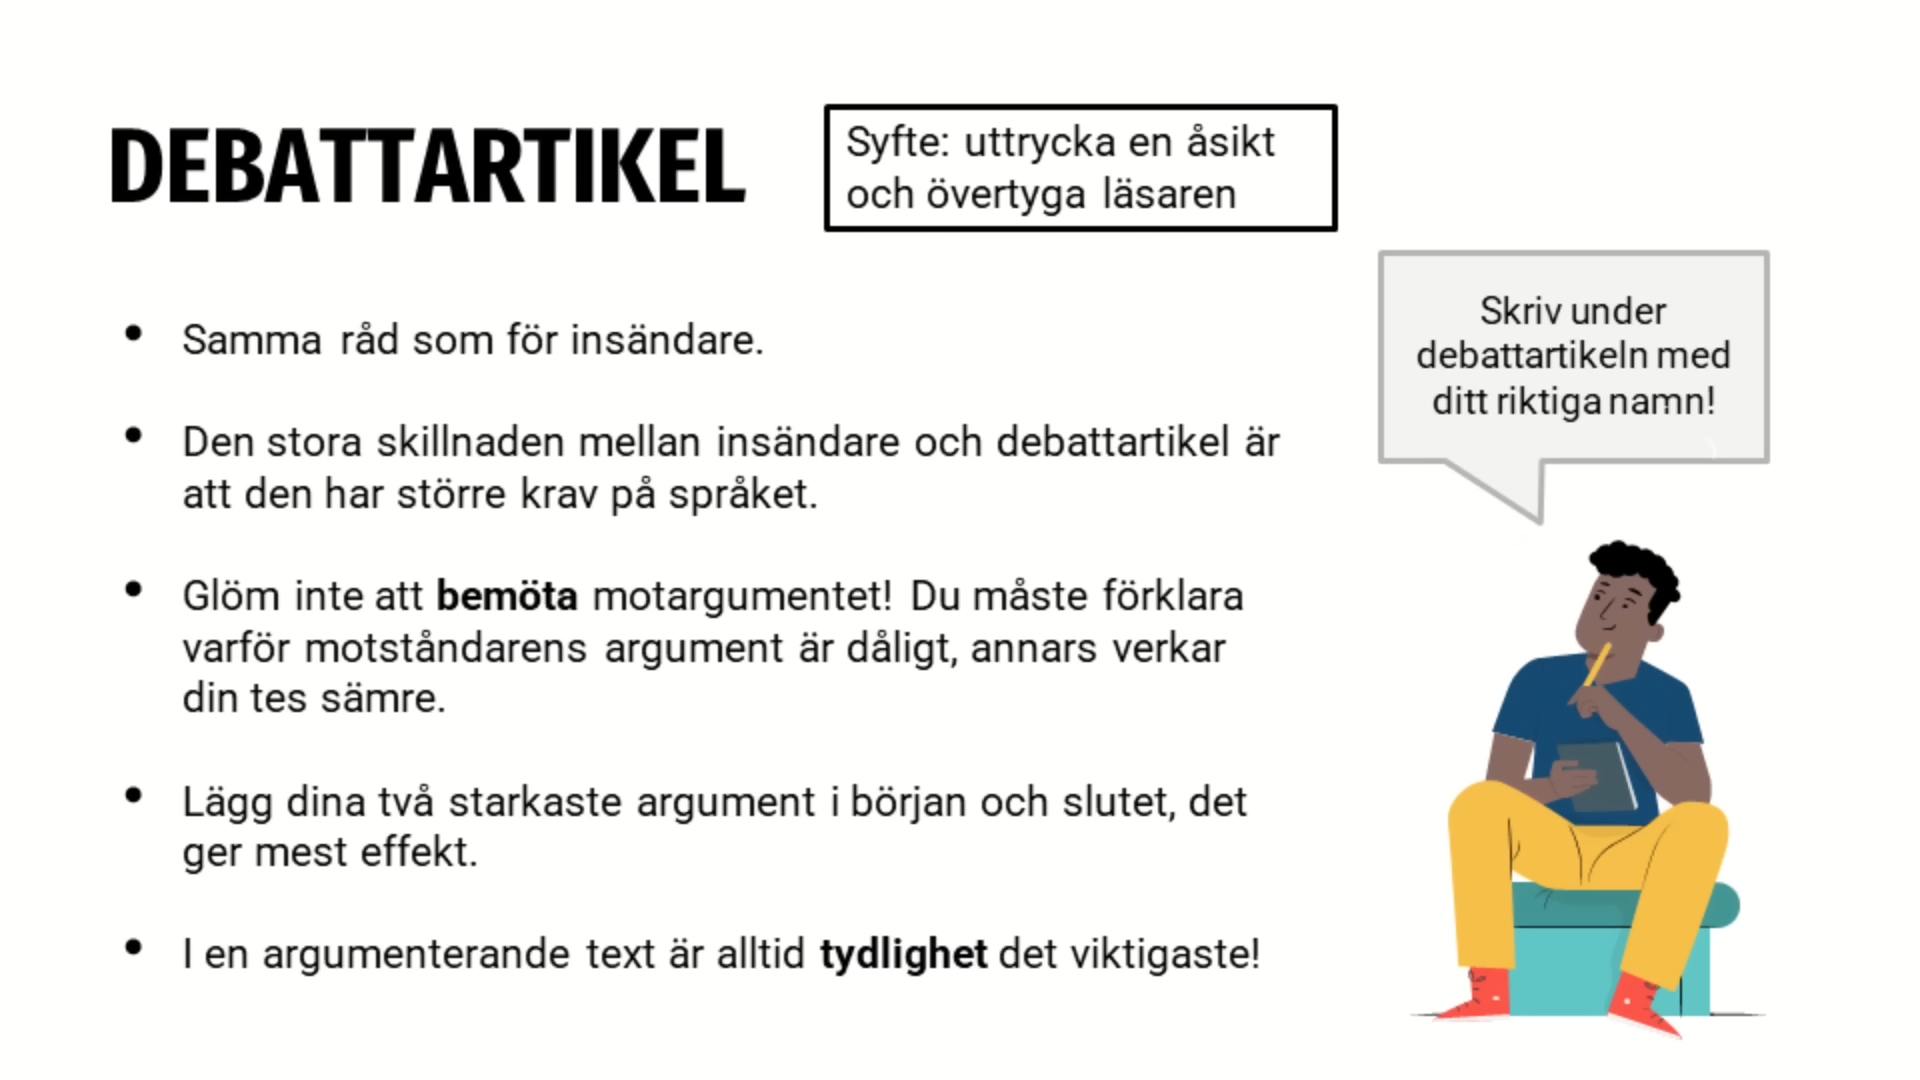 DEBATTARTIKEL
Syfte: uttrycka en åsikt
och övertyga läsaren
Skriv under
debattartikeln med
ditt riktiga namn!
• Samma råd som för insändare.
• Den stora skillnaden mellan insändare och debattartikel är
att den har större krav på språket.
• Glöm inte att bemöta motargumentet! Du måste förklara
varför motståndarens argument är dåligt, annars verkar
din tes sämre.
• Lägg dina två starkaste argument i början och slutet, det
ger mest effekt.
• I en argumenterande text är alltid tydlighet det viktigaste!